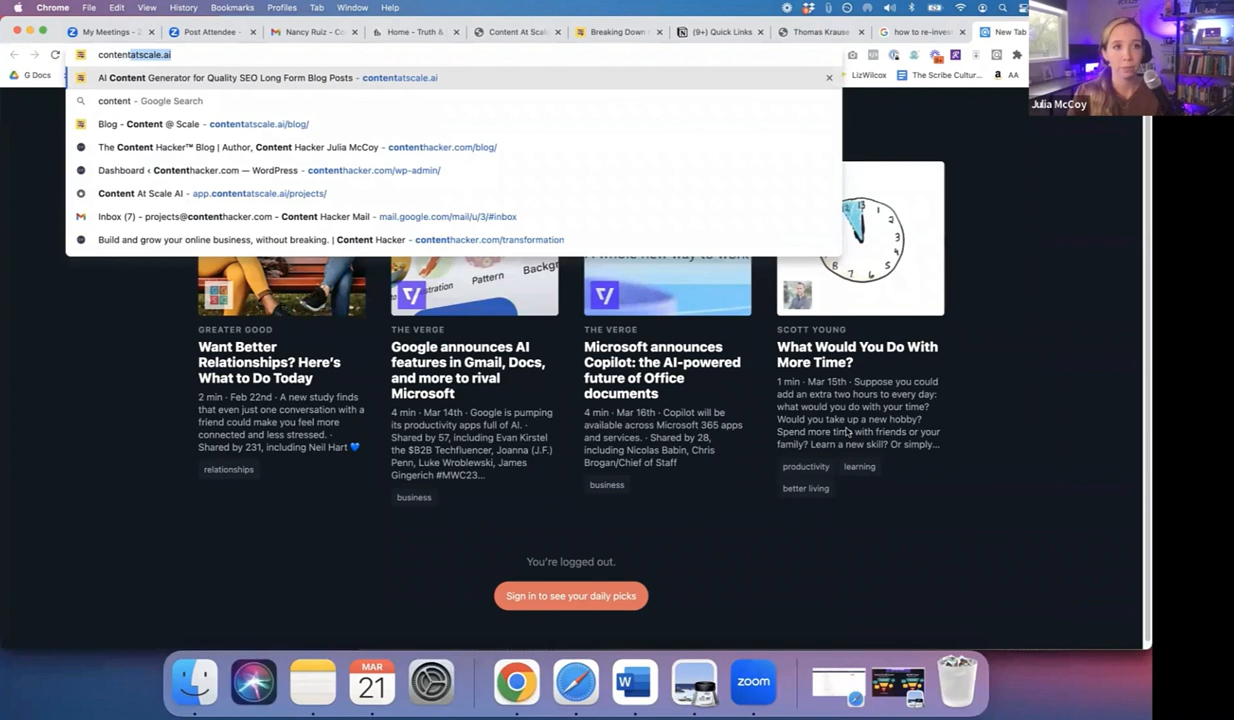 Chrome File Edit View History Bookmarks Profiles Tab Window Help
My Meetings - Z
Post Attendee -
Nancy Ruiz - Co
Home - Truth &
Content At Scal
Breaking Down
(9+) Quick Links
Thomas Krause
how to re-invest
New Tab
contentatscale.ai
G Docs
LizWilcox
The Scribe Cultur...
AA
AI Content Generator for Quality SEO Long Form Blog Posts - contentatscale.ai
content - Google Search
Blog - Content @ Scale - contentatscale.ai/blog/
The Content Hacker™ Blog | Author, Content Hacker Julia McCoy - contenthacker.com/blog/
Dashboard ‹ Contenthacker.com — WordPress - contenthacker.com/wp-admin/
Content At Scale AI - app.contentatscale.ai/projects/
Inbox (7) - projects@contenthacker.com - Content Hacker Mail - mail.google.com/mail/u/3/#inbox
Build and grow your online business, without breaking. | Content Hacker - contenthacker.com/transformation
Julia McCoy
Pattern
Backgr
13
1
2
3
4
5
6
7
8
GREATER GOOD
Want Better
Relationships? Here's
What to Do Today
2 min · Feb 22nd · A new study finds
that even just one conversation with a
friend could make you feel more
connected and less stressed. ·
Shared by 231, including Neil Hart 💙
relationships
THE VERGE
Google announces AI
features in Gmail, Docs,
and more to rival
Microsoft
4 min · Mar 14th · Google is pumping
its productivity apps full of AI. ·
Shared by 57, including Evan Kirstel
the $B2B Techfluencer, Joanna (J.F.)
Penn, Luke Wroblewski, James
Gingerich #MWC23...
business
THE VERGE
Microsoft announces
Copilot: the AI-powered
future of Office
documents
4 min · Mar 16th · Copilot will be
available across Microsoft 365 apps
and services. · Shared by 28,
including Nicolas Babin, Chris
Brogan/Chief of Staff
business
SCOTT YOUNG
What Would You Do With
More Time?
1 min · Mar 15th · Suppose you could
add an extra two hours to every day:
what would you do with your time?
Would you take up a new hobby?
Spend more time with friends or your
family? Learn a new skill? Or simply...
productivity
learning
better living
You're logged out.
Sign in to see your daily picks
MAR
21
W
zoom